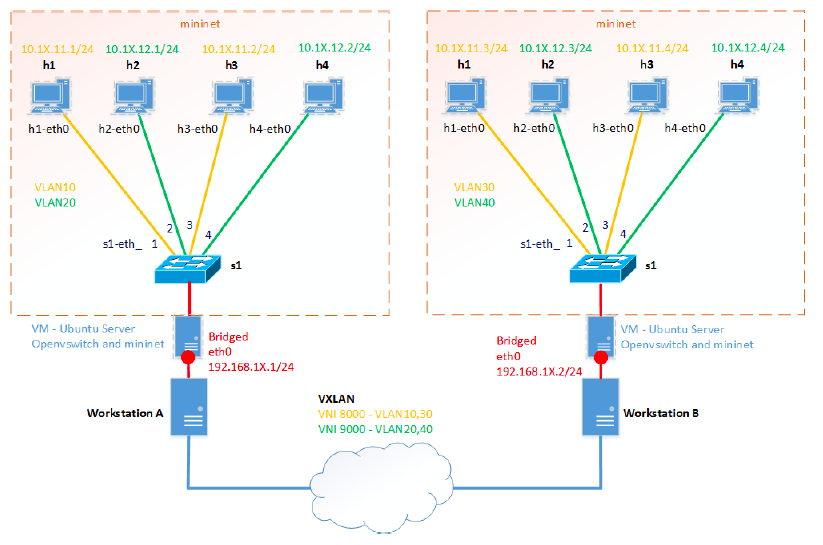 mininet
mininet
10.1X.11.1/24 10.1X.12.1/24 10.1X.11.2/24 10.1X.12.2/24
10.1X.11.3/24 10.1X.12.3/24 10.1X.11.4/24 10.1X.12.4/24
h1 h2 h3 h4
h1 h2 h3 h4
h1-eth0 h2-eth0 h3-eth0 h4-eth0
h1-eth0 h2-eth0 h3-eth0 h4-eth0
VLAN10
VLAN20
VLAN30
VLAN40
s1-eth_ 1 2 3 4
s1-eth_ 1 2 3 4
s1
s1
VM - Ubuntu Server
Openvswitch and mininet
Bridged
eth0
192.168.1X.1/24
Bridged
eth0
192.168.1X.2/24
VM - Ubuntu Server
Openvswitch and mininet
Workstation A
VXLAN
VNI 8000 - VLAN10,30
VNI 9000 - VLAN20,40
Workstation B